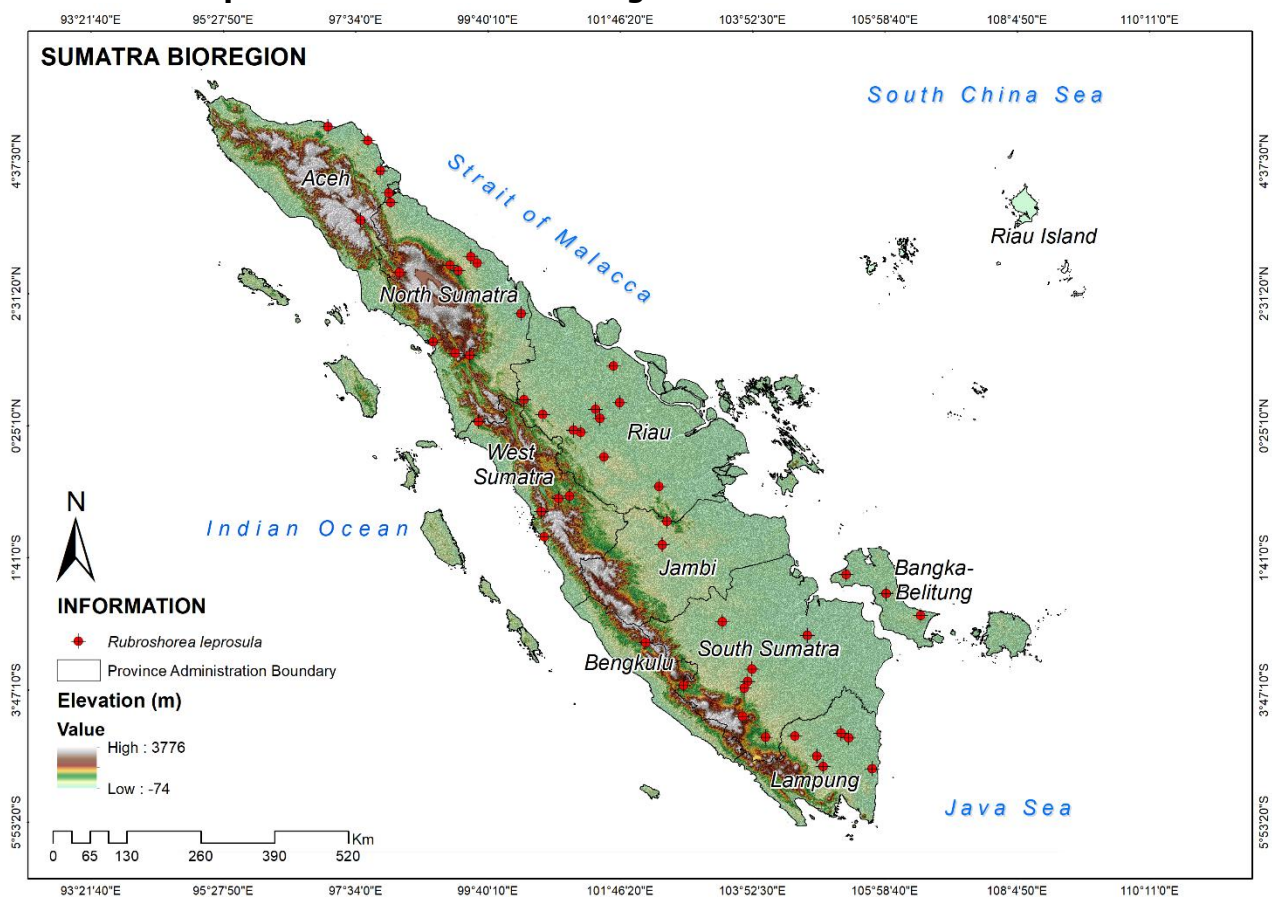 93°21'40"E 95°27'50"E 97°34'0"E 99°40'10"E 101°46'20"E 103°52'30"E 105°58'40"E 108°4'50"E 110°11'0"E
SUMATRA BIOREGION
South China Sea
4°37'30"N
4°37'30"N
Strait of Malacca
Aceh
Riau Island
North Sumatra
2°31'20"N
2°31'20"N
Riau
0°25'10"N
0°25'10"N
West
Sumatra
N
Indian Ocean
1°41'0"S
1°41'0"S
Jambi
Bangka-
Belitung
INFORMATION
Rubroshorea leprosula
Province Administration Boundary
South Sumatra
Bengkulu
3°47'10"S
3°47'10"S
Elevation (m)
Value
High : 3776
Low : -74
Lampung
Java Sea
5°53'20"S
5°53'20"S
Km
0 65 130 260 390 520
93°21'40"E 95°27'50"E 97°34'0"E 99°40'10"E 101°46'20"E 103°52'30"E 105°58'40"E 108°4'50"E 110°11'0"E